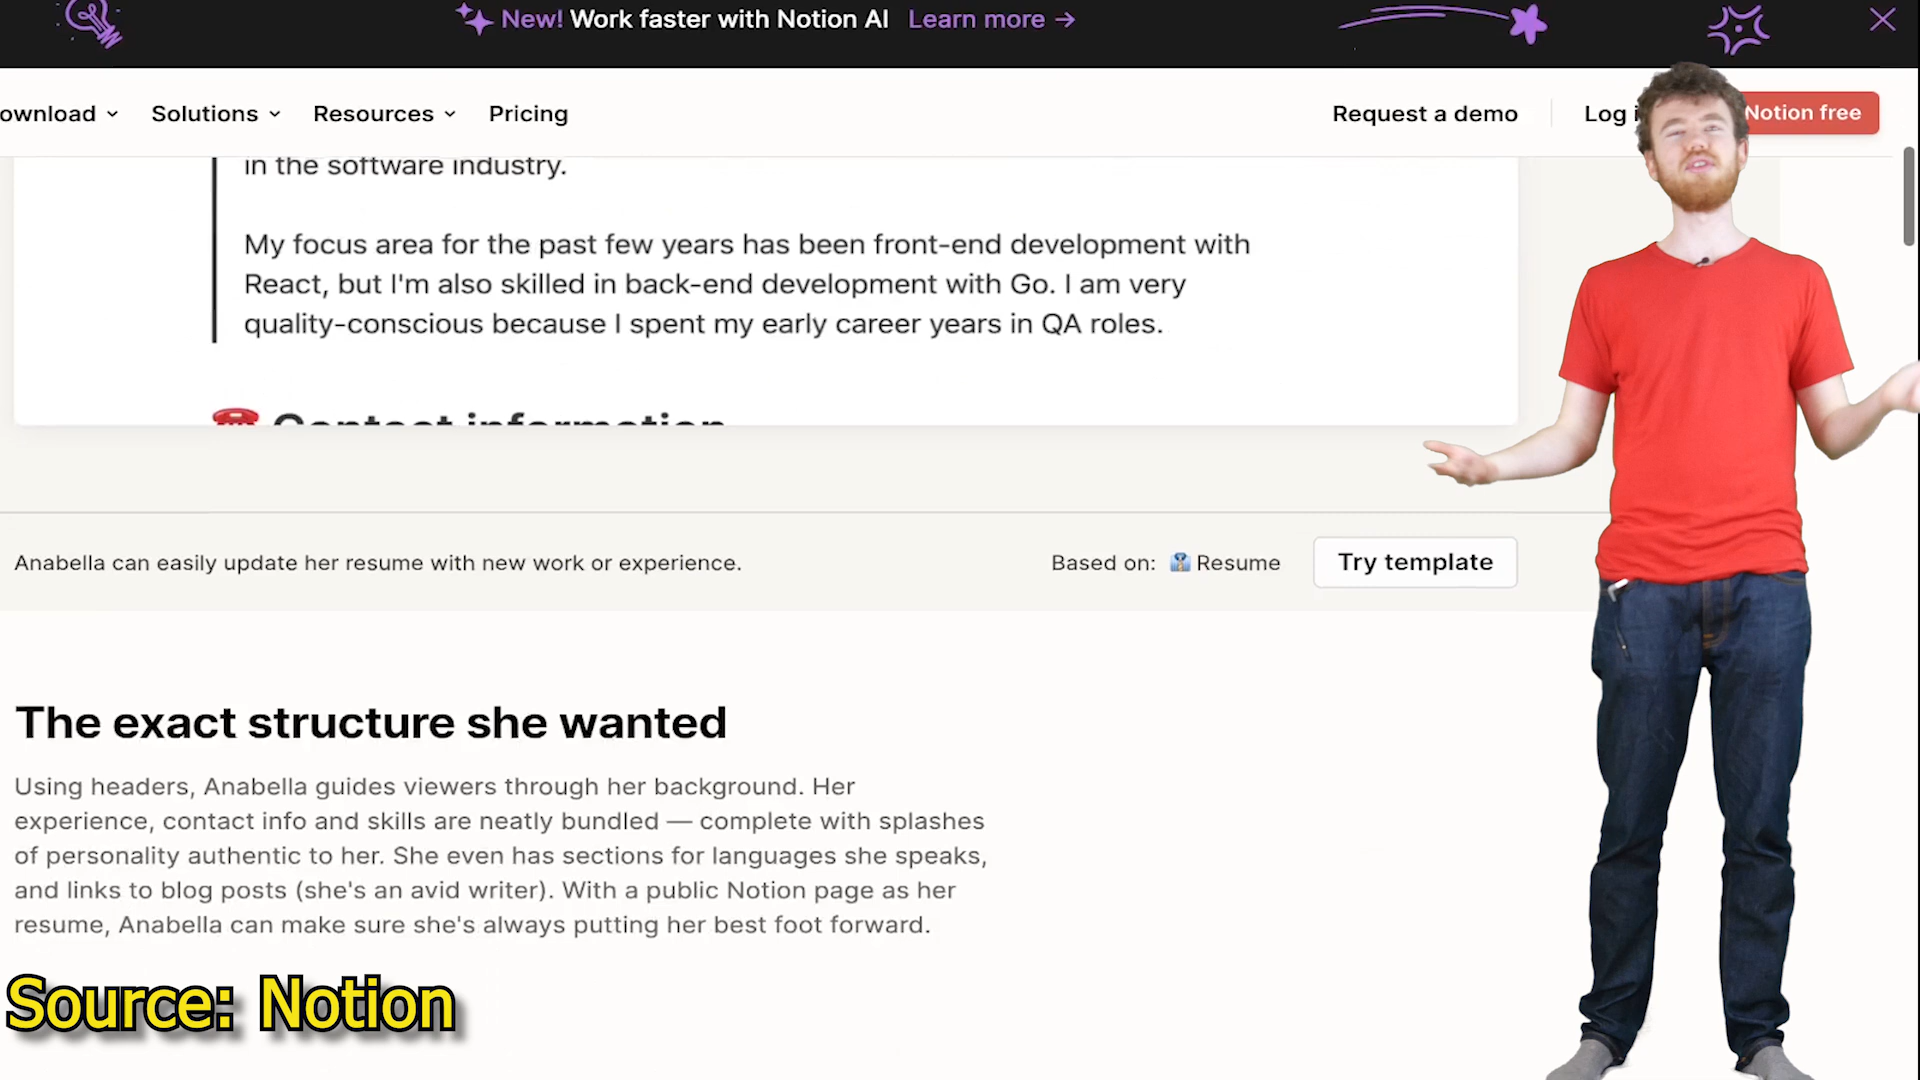 New! Work faster with Notion AI Learn more →
ownload Solutions Resources Pricing Request a demo Log i Notion free
in the software industry.
My focus area for the past few years has been front-end development with
React, but I'm also skilled in back-end development with Go. I am very
quality-conscious because I spent my early career years in QA roles.
Contact information
Anabella can easily update her resume with new work or experience. Based on: Resume Try template
The exact structure she wanted
Using headers, Anabella guides viewers through her background. Her
experience, contact info and skills are neatly bundled — complete with splashes
of personality authentic to her. She even has sections for languages she speaks,
and links to blog posts (she's an avid writer). With a public Notion page as her
resume, Anabella can make sure she's always putting her best foot forward.
Source: Notion